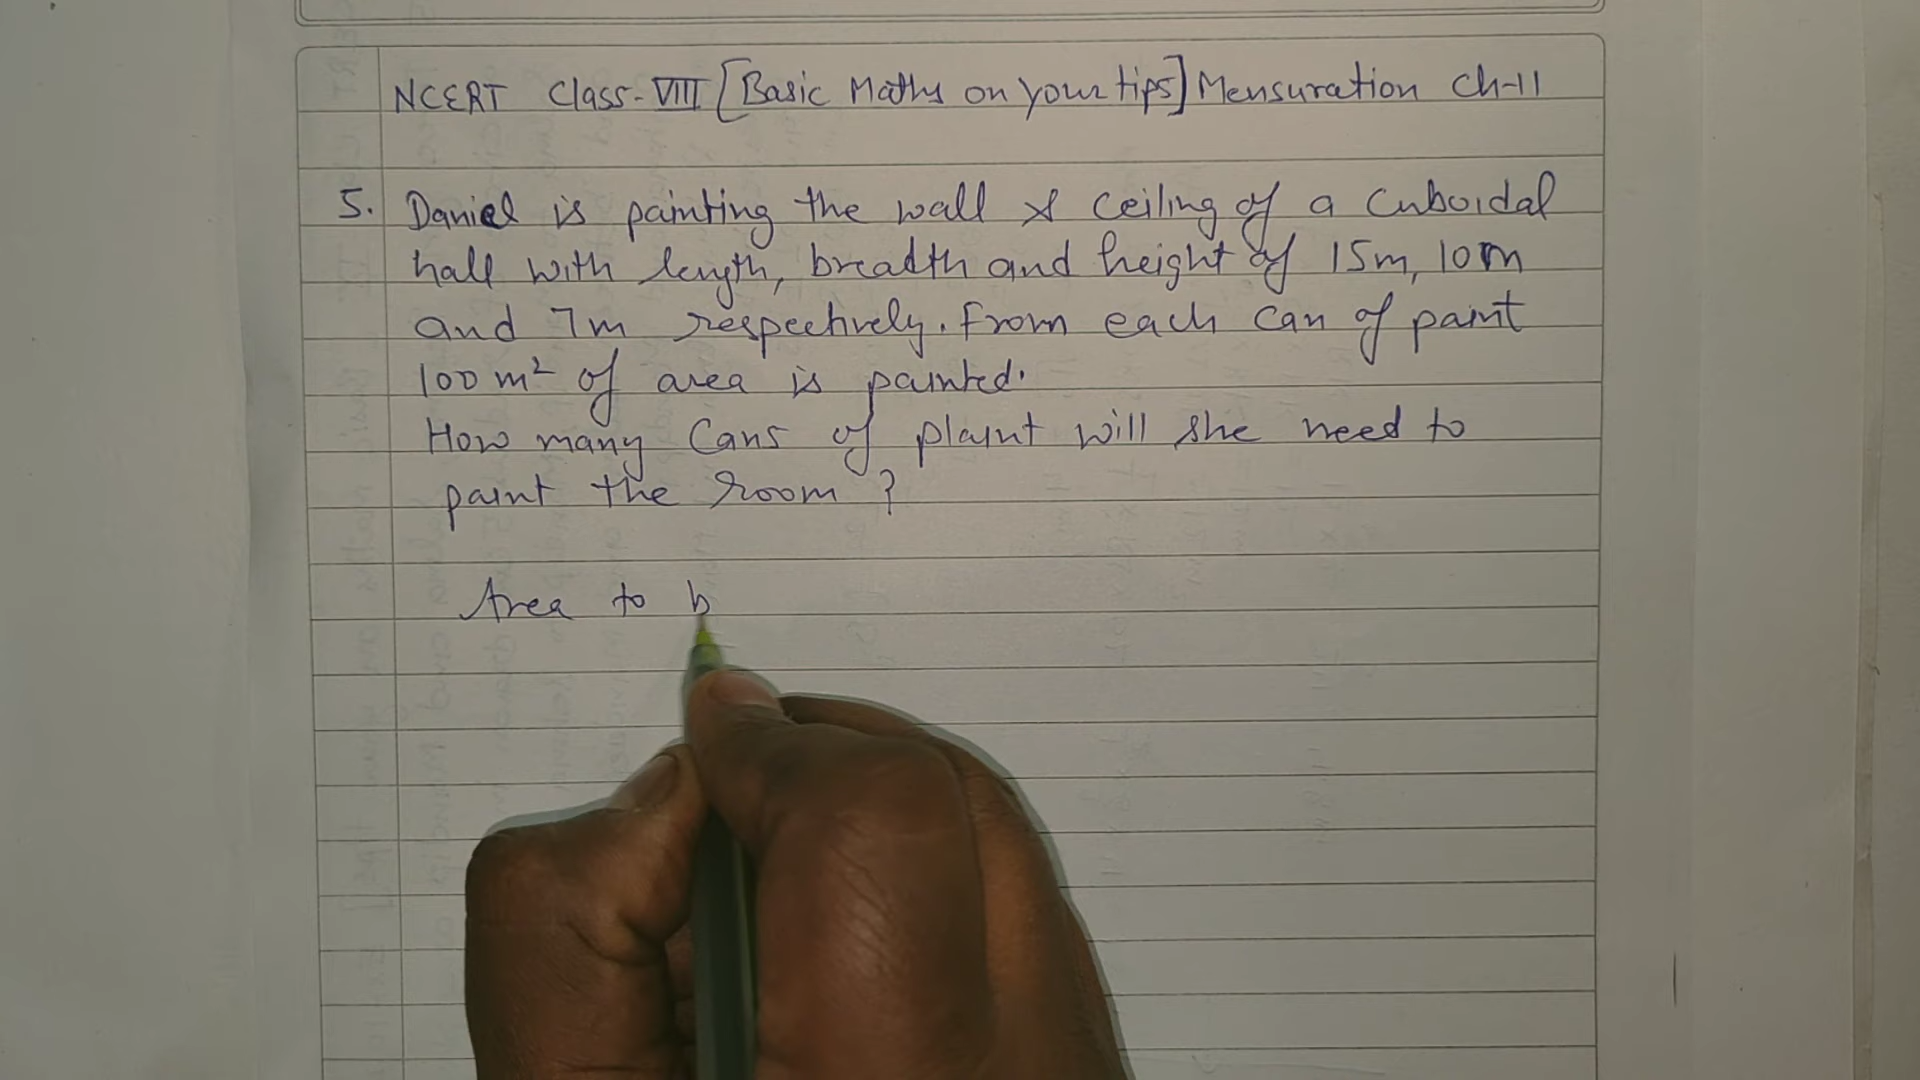 NCERT Class-VIII [Basic Maths on your tips] Mensuration Ch-11
5. Daniel is painting the wall & ceiling of a cuboidal
hall with length, breadth and height of 15m, 10m
and 7m respectively. From each can of paint
100 m² of area is painted.
How many Cans of plaint will she need to
paint the room ?
Area to b